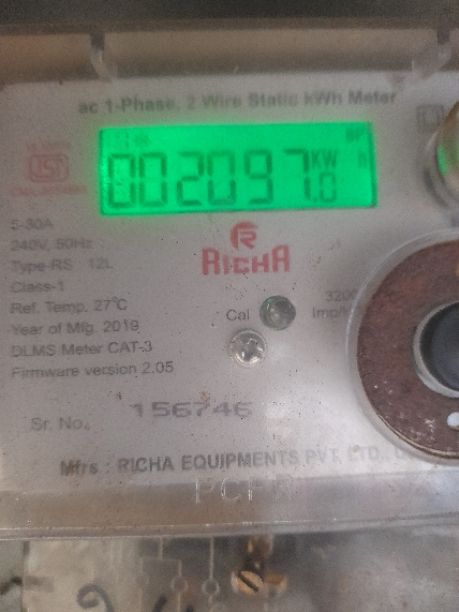 ac 1-Phase, 2 Wire Static kWh Meter
002097.0 KW h
5-30A
240V, 50Hz
Type-RS 12L
Class-1
Ref. Temp. 27°C
Year of Mfg. 2019
DLMS Meter CAT-3
Firmware version 2.05
RICHA
Cal
3200
Imp/
Sr. No. 156746
Mfrs : RICHA EQUIPMENTS PVT. LTD.